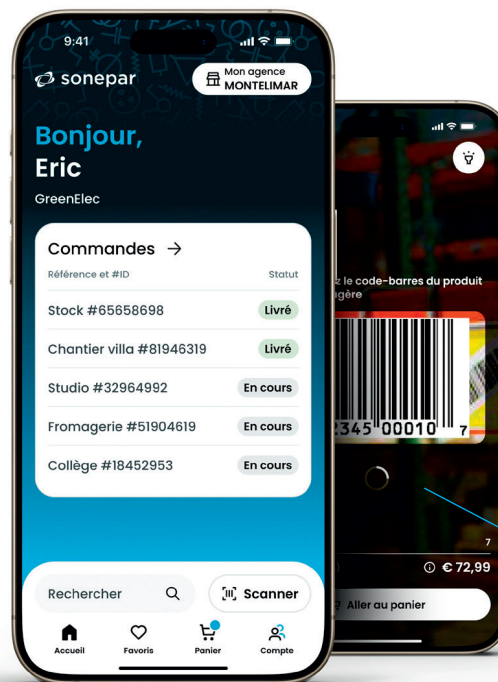 9:41
sonepar
Mon agence
MONTELIMAR
Bonjour,
Eric
GreenElec
Commandes →
Référence et #ID Statut
Stock #65658698 Livré
Chantier villa #81946319 Livré
Studio #32964992 En cours
Fromagerie #51904619 En cours
Collège #18452953 En cours
Rechercher
Scanner
Accueil Favoris Panier Compte
le code-barres du produit
2345 00010 7
7
€ 72,99
Aller au panier